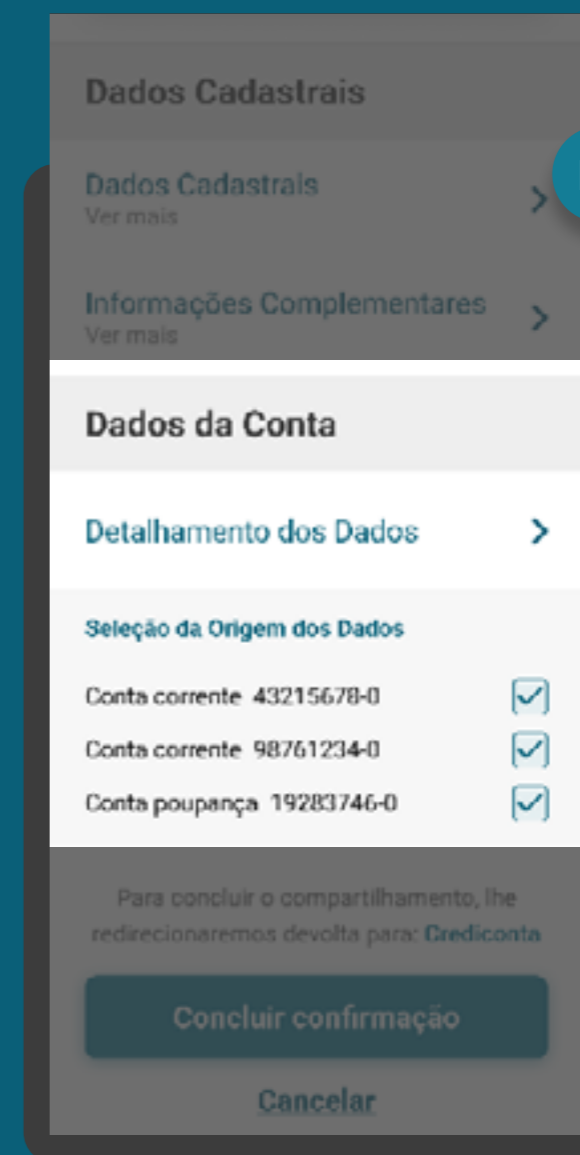 Dados Cadastrais
Dados Cadastrais
Ver mais
Informações Complementares
Ver mais
Dados da Conta
Detalhamento dos Dados
Seleção da Origem dos Dados
Conta corrente 43215678-0
Conta corrente 98761234-0
Conta poupança 19283746-0
Para concluir o compartilhamento, lhe
redirecionaremos devolta para: Crediconta
Concluir confirmação
Cancelar